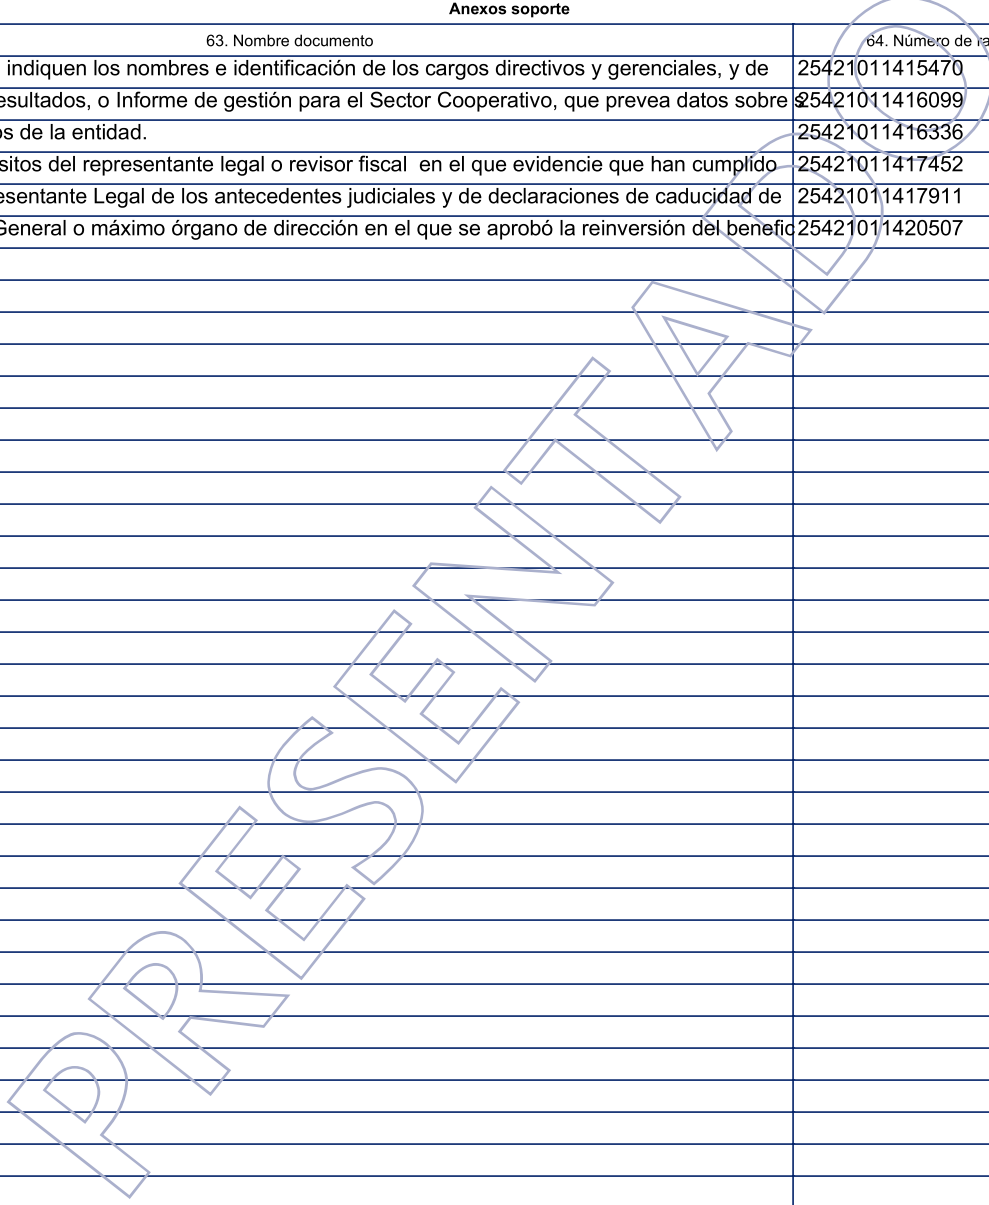 Anexos soporte
63. Nombre documento 64. Número de
indiquen los nombres e identificación de los cargos directivos y gerenciales, y de 25421011415470
esultados, o Informe de gestión para el Sector Cooperativo, que prevea datos sobre s 25421011416099
os de la entidad. 25421011416336
sitos del representante legal o revisor fiscal en el que evidencie que han cumplido 25421011417452
esentante Legal de los antecedentes judiciales y de declaraciones de caducidad de 25421011417911
General o máximo órgano de dirección en el que se aprobó la reinversión del benefic 25421011420507
PRESENTADO